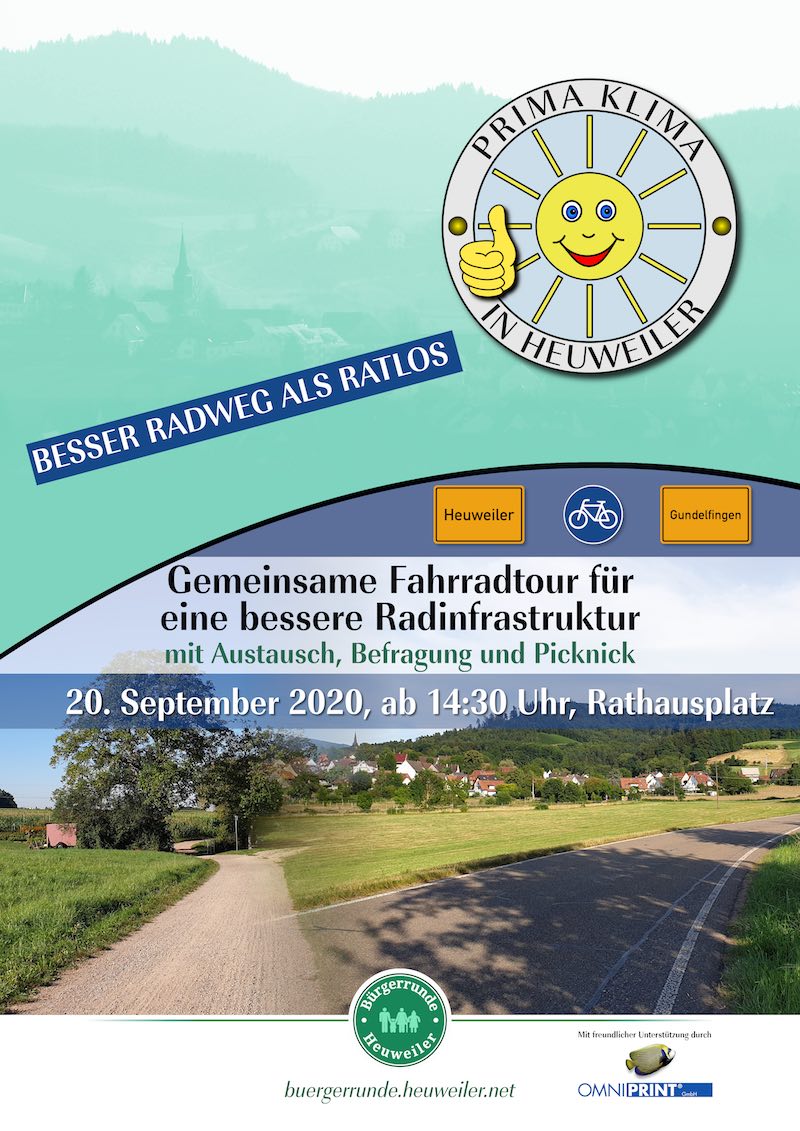 PRIMA KLIMA
IN HEUWEILER
BESSER RADWEG ALS RATLOS
Heuweiler
Gundelfingen
Gemeinsame Fahrradtour für
eine bessere Radinfrastruktur
mit Austausch, Befragung und Picknick
20. September 2020, ab 14:30 Uhr, Rathausplatz
Bürgerrunde
Heuweiler
buergerrunde.heuweiler.net
Mit freundlicher Unterstützung durch
OMNIPRINT® GmbH